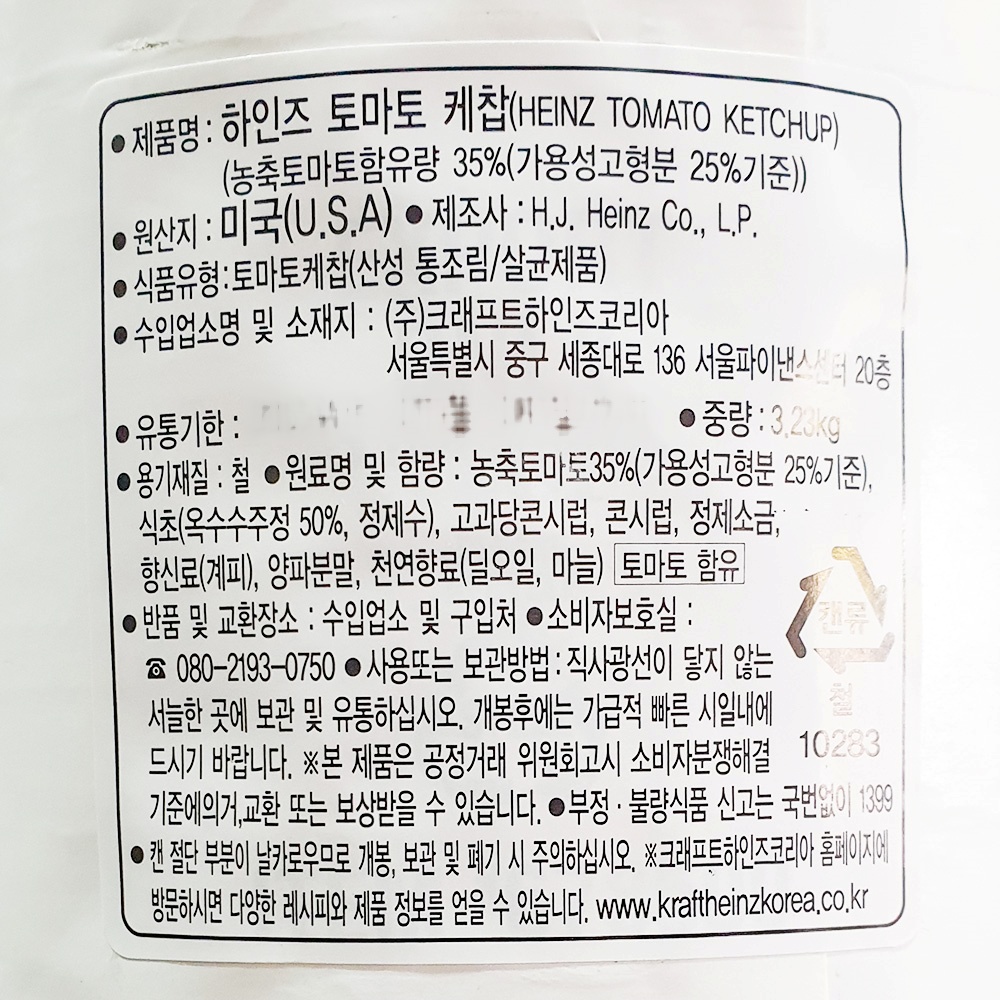 ● 제품명 : 하인즈 토마토 케찹(HEINZ TOMATO KETCHUP)
(농축토마토함유량 35%(가용성고형분 25%기준))
● 원산지 : 미국(U.S.A) ● 제조사 : H.J. Heinz Co., L.P.
● 식품유형:토마토케찹(산성 통조림/살균제품)
● 수입업소명 및 소재지 : (주)크래프트하인즈코리아
서울특별시 중구 세종대로 136 서울파이낸스센터 20층
● 유통기한 : ● 중량 : 3.23kg
● 용기재질 : 철 ● 원료명 및 함량 : 농축토마토35%(가용성고형분 25%기준),
식초(옥수수주정 50%, 정제수), 고과당콘시럽, 콘시럽, 정제소금,
향신료(계피), 양파분말, 천연향료(딜오일, 마늘) 토마토 함유
● 반품 및 교환장소 : 수입업소 및 구입처 ● 소비자보호실 :
☎ 080-2193-0750 ● 사용또는 보관방법 : 직사광선이 닿지 않는
서늘한 곳에 보관 및 유통하십시오. 개봉후에는 가급적 빠른 시일내에
드시기 바랍니다. ※본 제품은 공정거래 위원회고시 소비자분쟁해결
기준에의거,교환 또는 보상받을 수 있습니다. ● 부정·불량식품 신고는 국번없이 1399
● 캔 절단 부분이 날카로우므로 개봉, 보관 및 폐기 시 주의하십시오. ※크래프트하인즈코리아 홈페이지에
방문하시면 다양한 레시피와 제품 정보를 얻을 수 있습니다. www.kraftheinzkorea.co.kr
캔류
철
10283